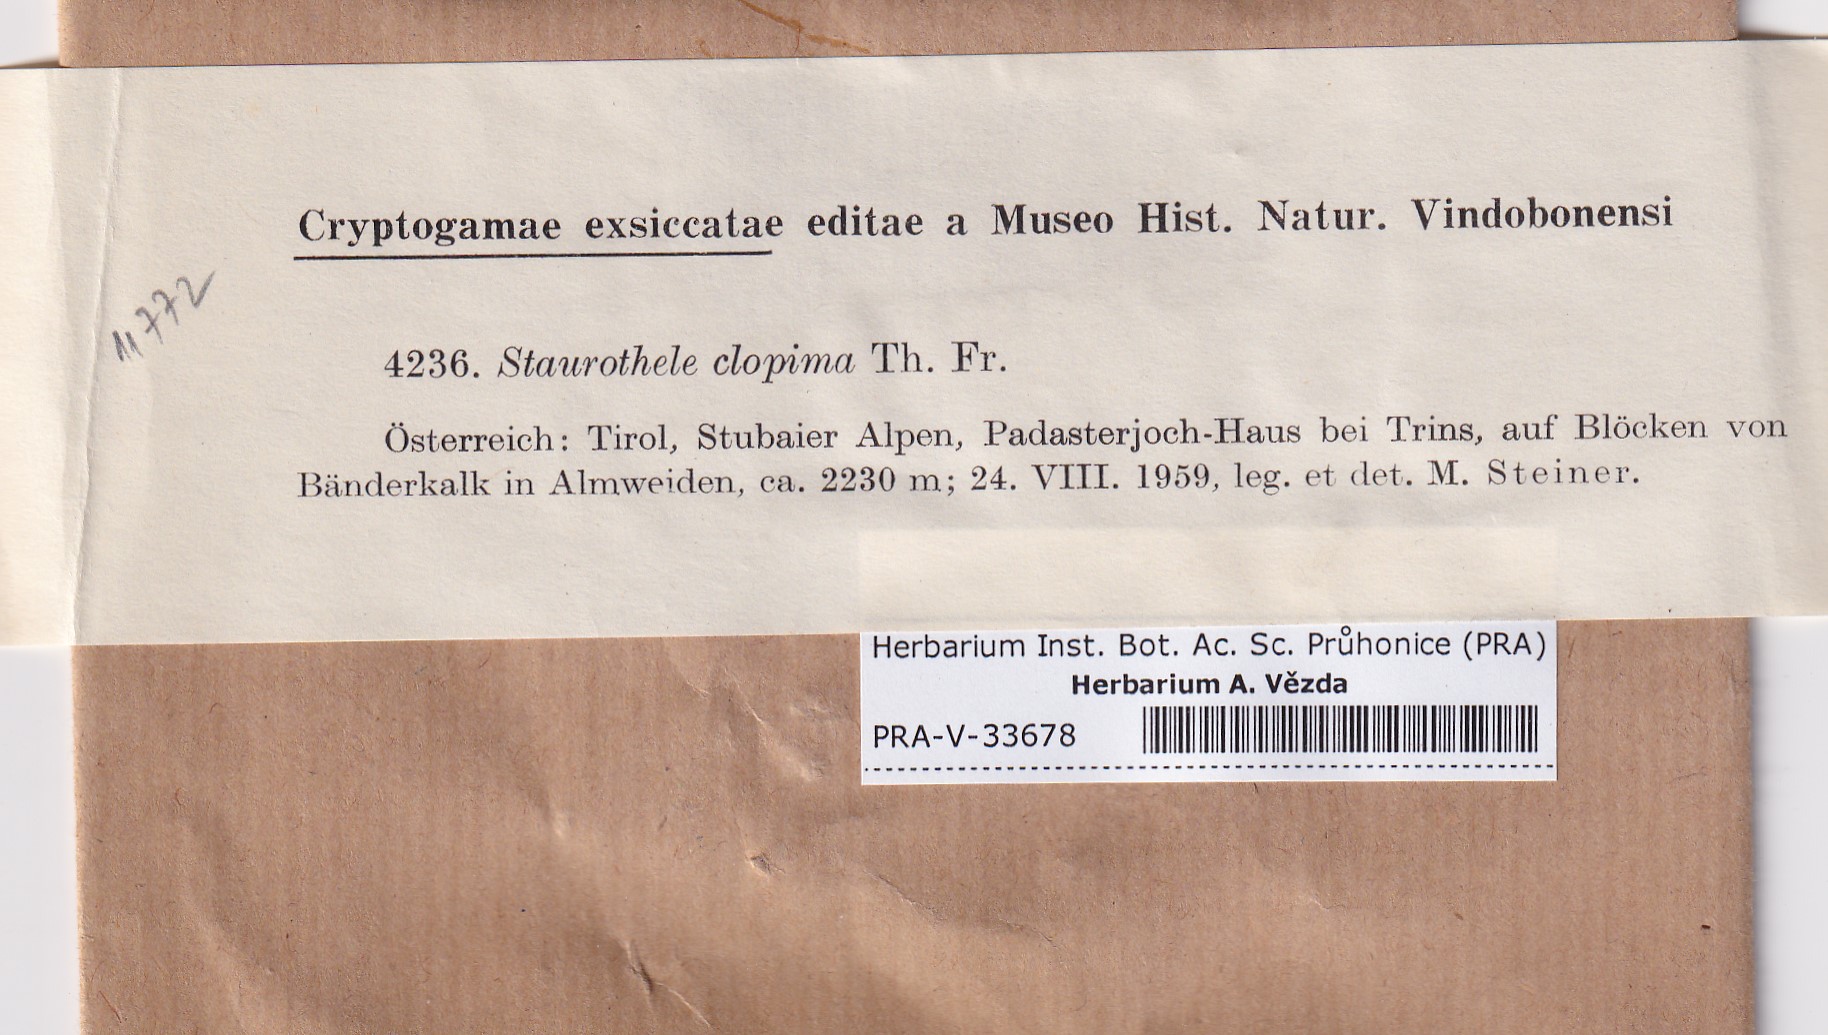 Cryptogamae exsiccatae editae a Museo Hist. Natur. Vindobonensi
11772
4236. Staurothele clopima Th. Fr.
Österreich: Tirol, Stubaier Alpen, Padasterjoch-Haus bei Trins, auf Blöcken von
Bänderkalk in Almweiden, ca. 2230 m; 24. VIII. 1959, leg. et det. M. Steiner.
Herbarium Inst. Bot. Ac. Sc. Průhonice (PRA)
Herbarium A. Vězda
PRA-V-33678